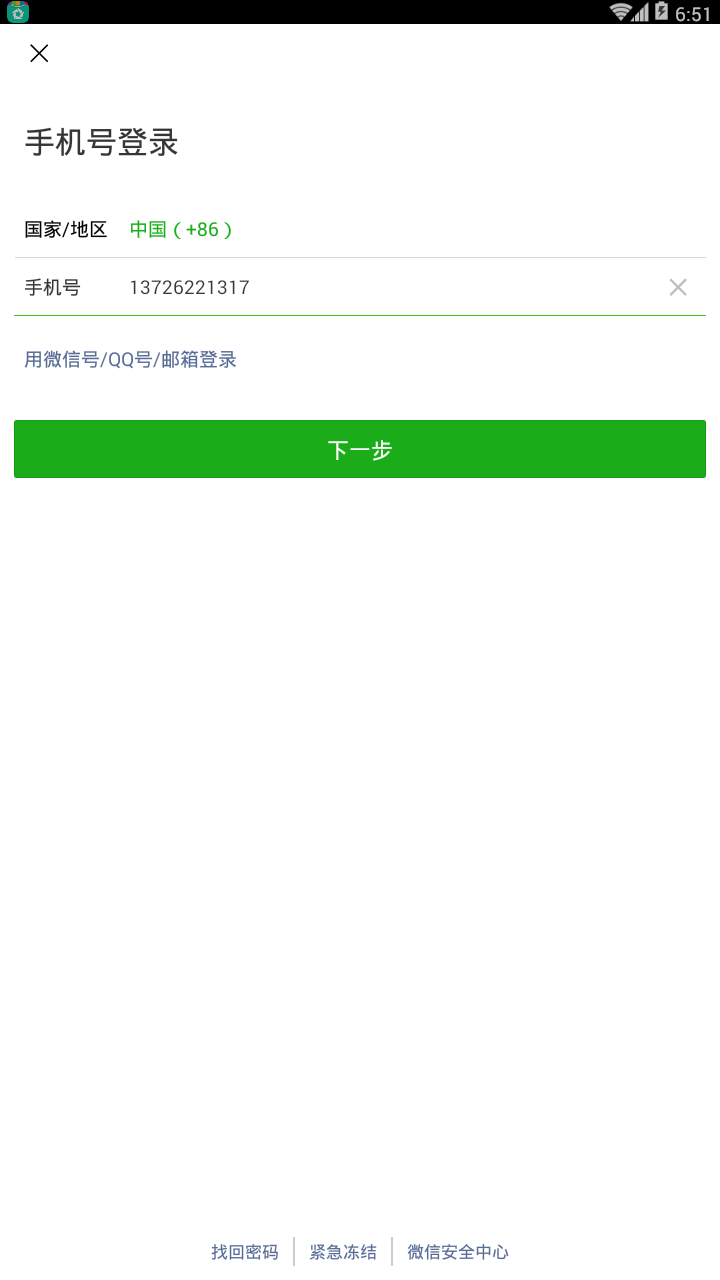 6:51
手机号登录
国家/地区 中国（+86）
手机号 13726221317
用微信号/QQ号/邮箱登录
下一步
找回密码 紧急冻结 微信安全中心